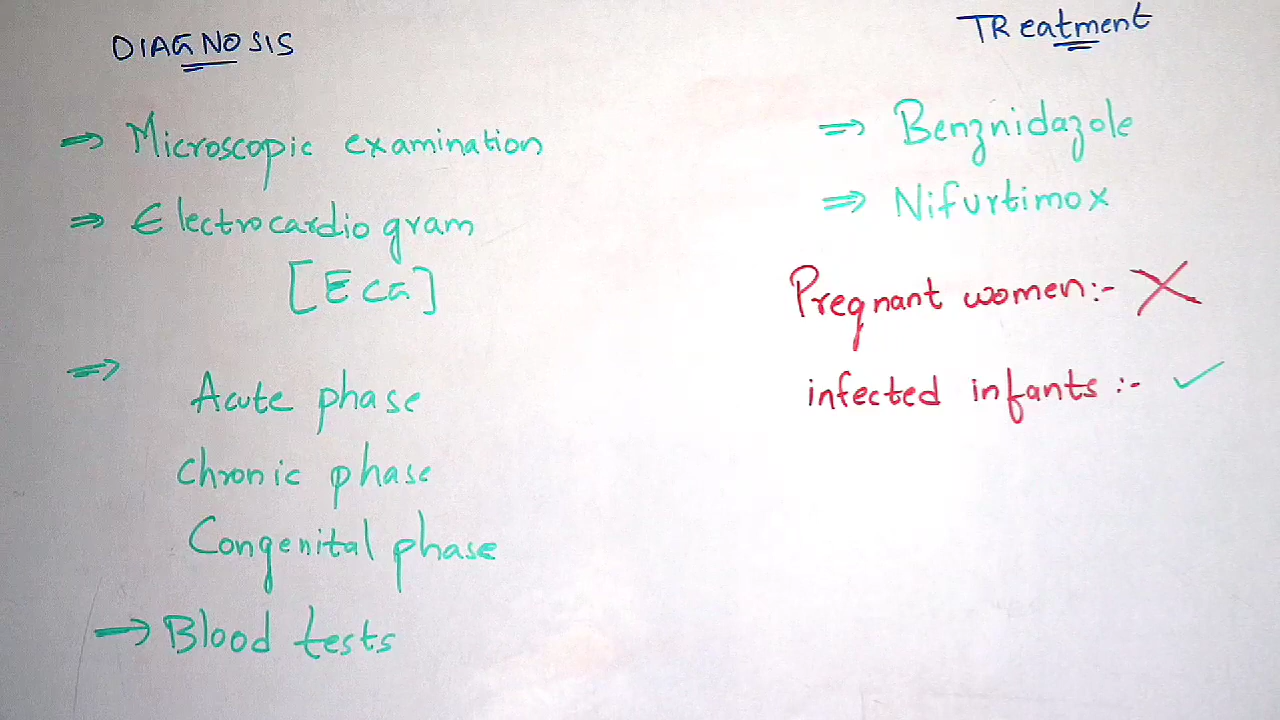 DIAGNOSIS
⇒ Microscopic examination
⇒ Electrocardiogram
[ECG]
⇒
Acute phase
Chronic phase
Congenital phase
→ Blood tests
TReatment
⇒ Benznidazole
⇒ Nifurtimox
Pregnant women:- X
infected infants:- ✓